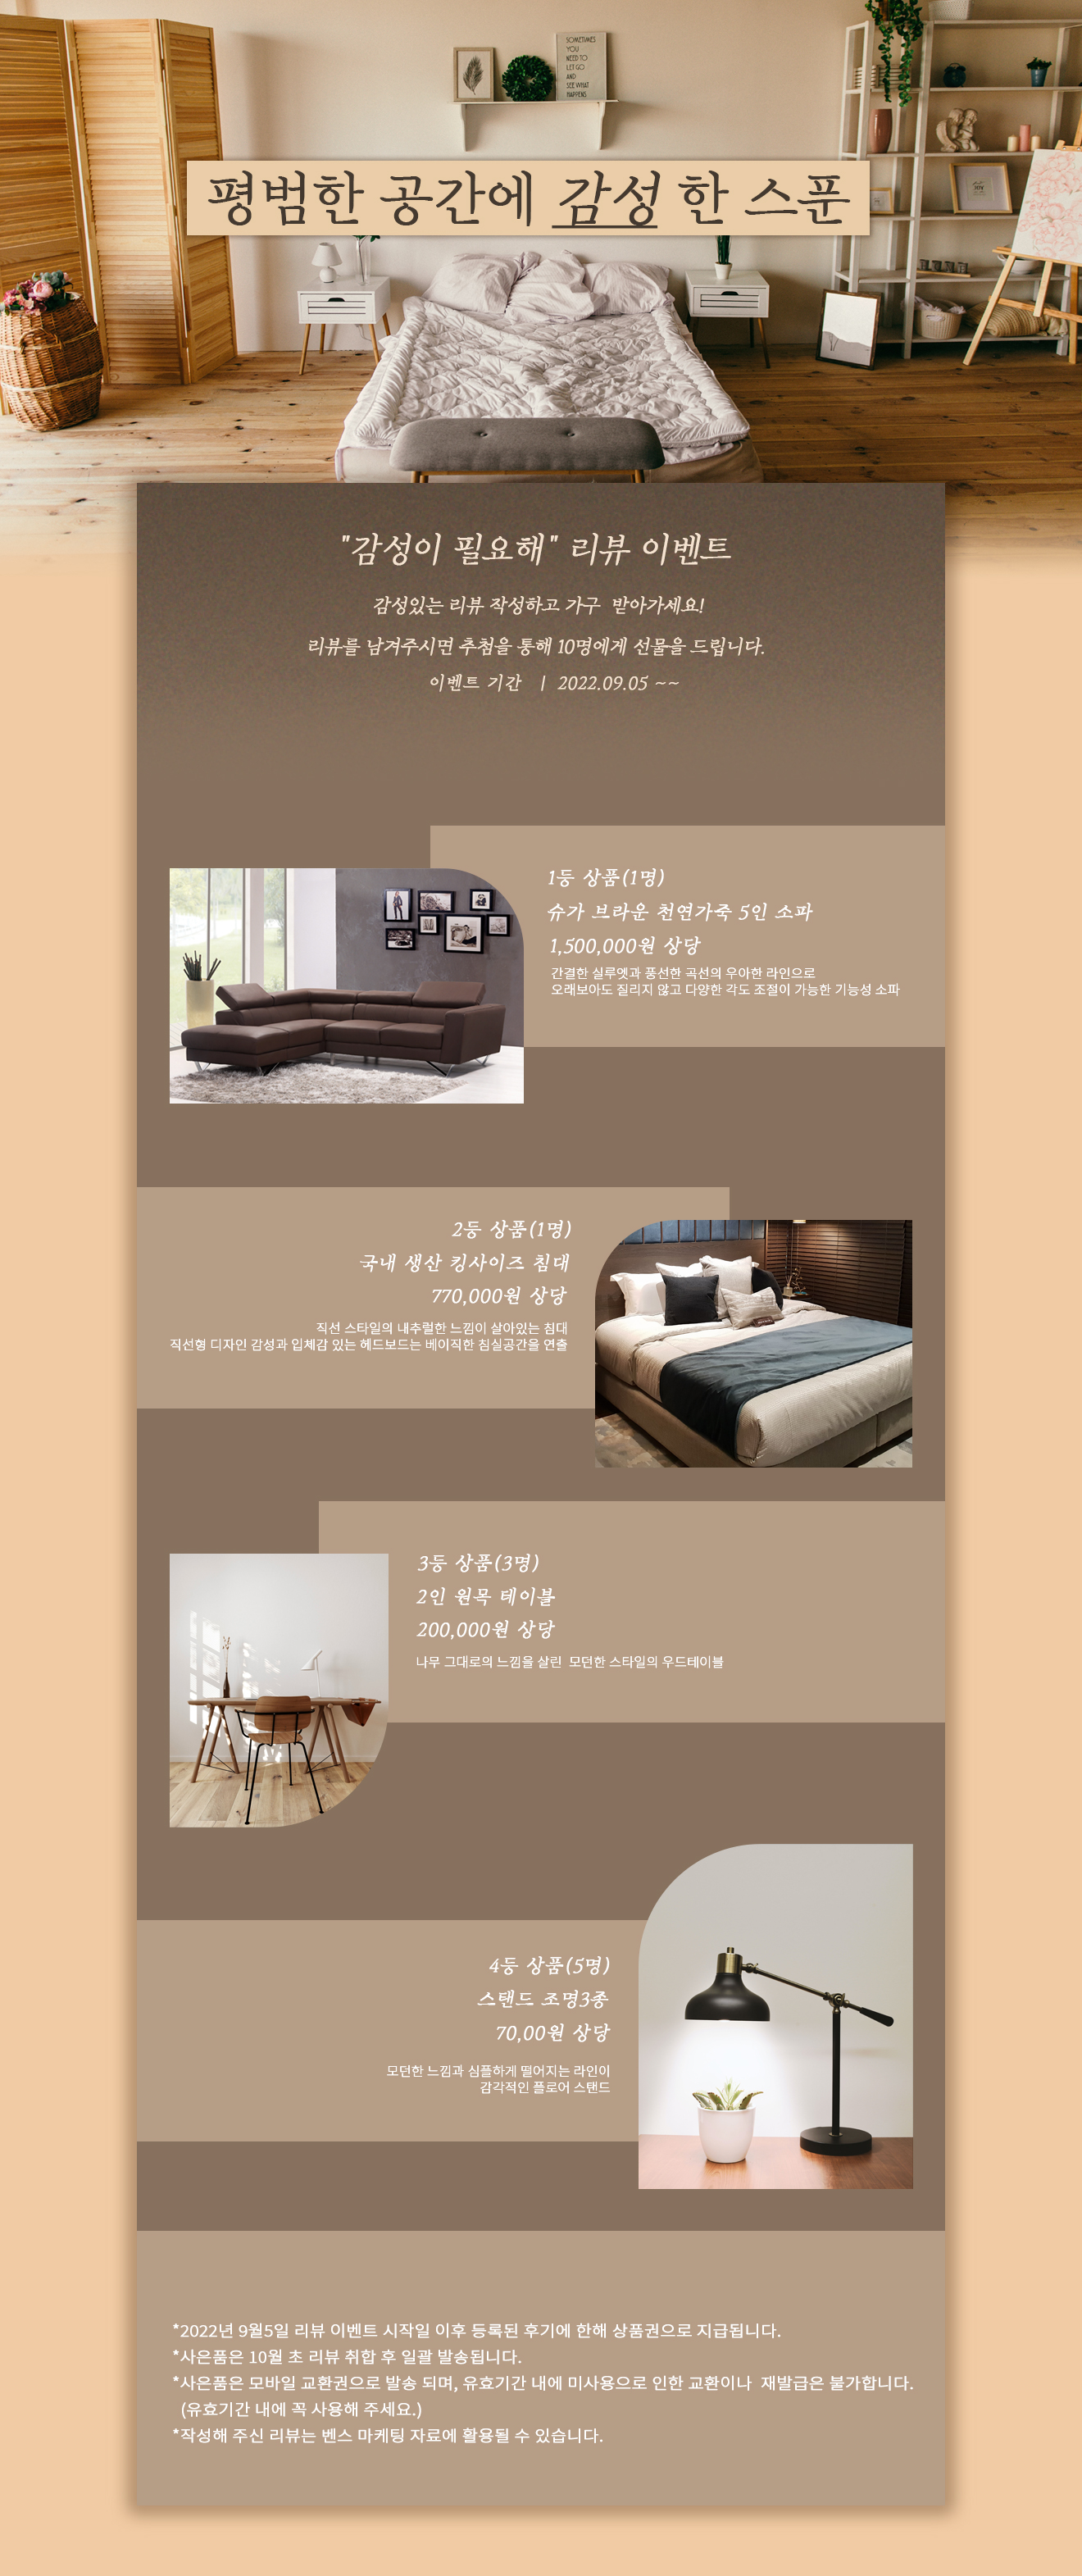 SOMETIMES
YOU
NEED TO
LET GO
AND
SEE WHAT
HAPPENS
평범한 공간에 감성 한 스푼
"감성이 필요해" 리뷰 이벤트
감성있는 리뷰 작성하고 가구 받아가세요!
리뷰를 남겨주시면 추첨을 통해 10명에게 선물을 드립니다.
이벤트 기간 | 2022.09.05 ~~
1등 상품(1명)
슈가 브라운 천연가죽 5인 소파
1,500,000원 상당
간결한 실루엣과 풍선한 곡선의 우아한 라인으로
오래보아도 질리지 않고 다양한 각도 조절이 가능한 기능성 소파
2등 상품(1명)
국내 생산 킹사이즈 침대
770,000원 상당
직선 스타일의 내추럴한 느낌이 살아있는 침대
직선형 디자인 감성과 입체감 있는 헤드보드는 베이직한 침실공간을 연출
3등 상품(3명)
2인 원목 테이블
200,000원 상당
나무 그대로의 느낌을 살린 모던한 스타일의 우드테이블
4등 상품(5명)
스탠드 조명3종
70,00원 상당
모던한 느낌과 심플하게 떨어지는 라인이
감각적인 플로어 스탠드
*2022년 9월5일 리뷰 이벤트 시작일 이후 등록된 후기에 한해 상품권으로 지급됩니다.
*사은품은 10월 초 리뷰 취합 후 일괄 발송됩니다.
*사은품은 모바일 교환권으로 발송 되며, 유효기간 내에 미사용으로 인한 교환이나 재발급은 불가합니다.
(유효기간 내에 꼭 사용해 주세요.)
*작성해 주신 리뷰는 벤스 마케팅 자료에 활용될 수 있습니다.